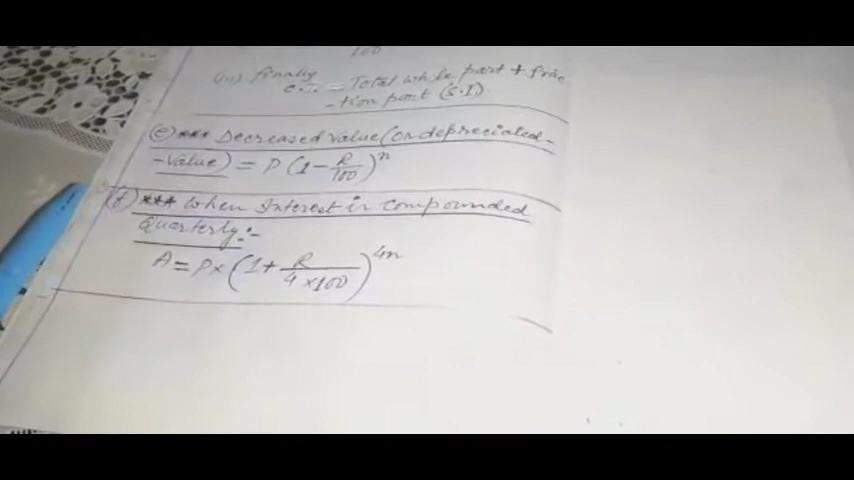 100
(iii) finally
C.I. = Total whole part + frac
-tion part (S.I)
(e) *** Decreased value (or depreciated-
-value) = P (1 - R/100)^n
(f) *** When Interest is compounded
Quarterly:-
A = P × (1 + R/(4 × 100))^4n